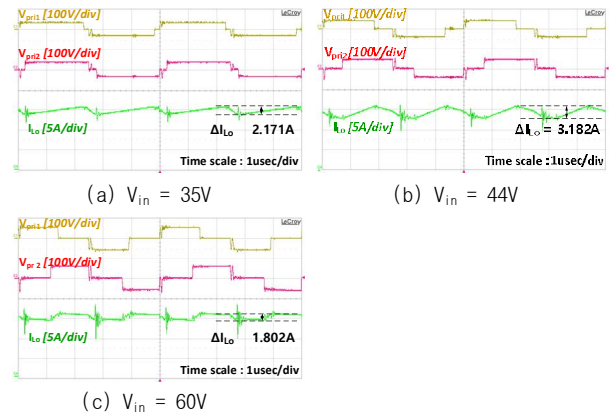 LeCroy
Vpri1 [100V/div]
Vpri2 [100V/div]
ILo [5A/div]
ΔILo 2.171A
Time scale : 1usec/div
(a) Vin = 35V
LeCroy
Vpri1 [100V/div]
Vpri2 [100V/div]
ILo [5A/div]
ΔILo = 3.182A
Time scale : 1usec/div
(b) Vin = 44V
LeCroy
Vpri1 [100V/div]
Vpr 2 [100V/div]
ILo [5A/div]
ΔILo 1.802A
Time scale : 1usec/div
(c) Vin = 60V